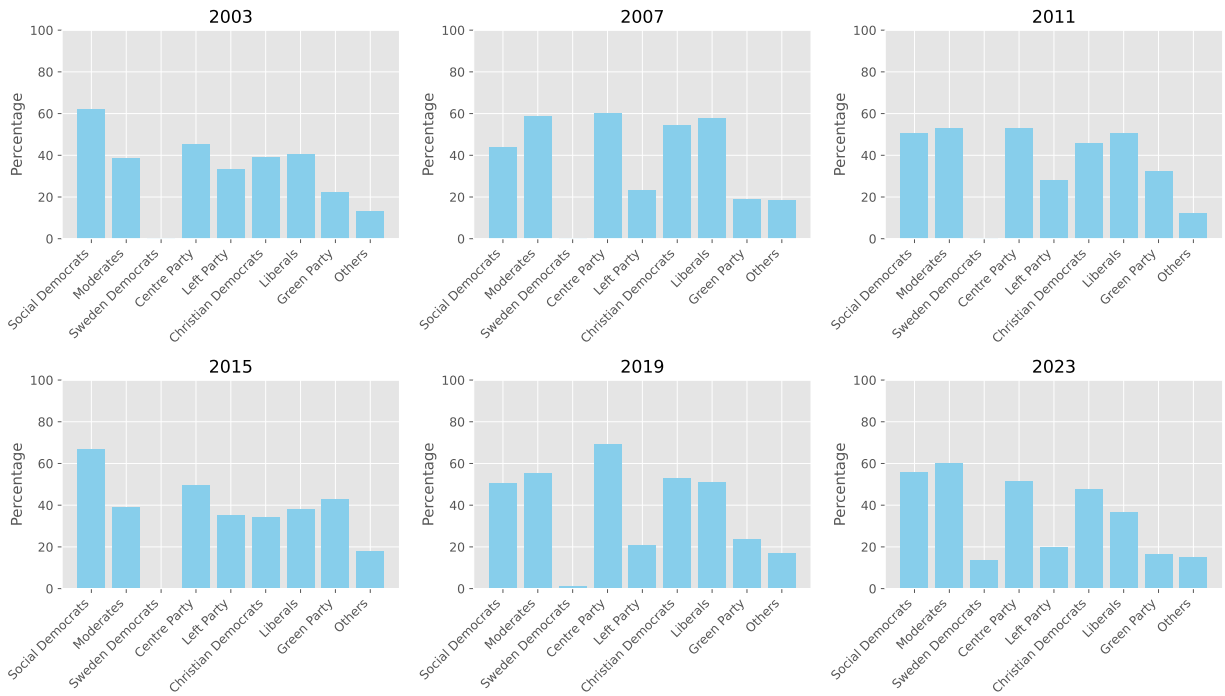 2003
100
80
60
40
20
0
Percentage
Social Democrats
Moderates
Sweden Democrats
Centre Party
Left Party
Christian Democrats
Liberals
Green Party
Others
2007
100
80
60
40
20
0
Percentage
Social Democrats
Moderates
Sweden Democrats
Centre Party
Left Party
Christian Democrats
Liberals
Green Party
Others
2011
100
80
60
40
20
0
Percentage
Social Democrats
Moderates
Sweden Democrats
Centre Party
Left Party
Christian Democrats
Liberals
Green Party
Others
2015
100
80
60
40
20
0
Percentage
Social Democrats
Moderates
Sweden Democrats
Centre Party
Left Party
Christian Democrats
Liberals
Green Party
Others
2019
100
80
60
40
20
0
Percentage
Social Democrats
Moderates
Sweden Democrats
Centre Party
Left Party
Christian Democrats
Liberals
Green Party
Others
2023
100
80
60
40
20
0
Percentage
Social Democrats
Moderates
Sweden Democrats
Centre Party
Left Party
Christian Democrats
Liberals
Green Party
Others